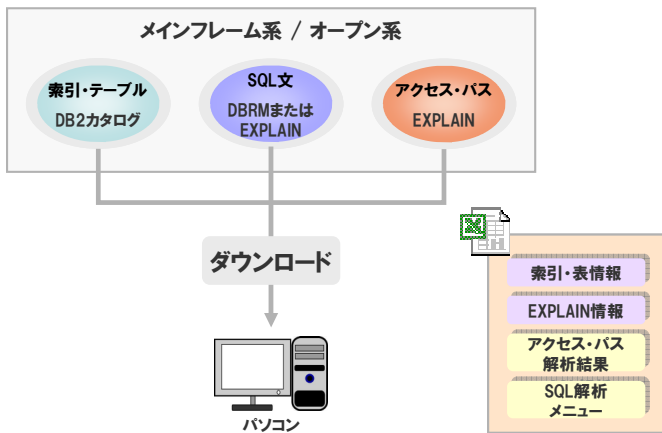 メインフレーム系 / オープン系
索引・テーブル
DB2カタログ
SQL文
DBRMまたは
EXPLAIN
アクセス・パス
EXPLAIN
ダウンロード
パソコン
索引・表情報
EXPLAIN情報
アクセス・パス
解析結果
SQL解析
メニュー